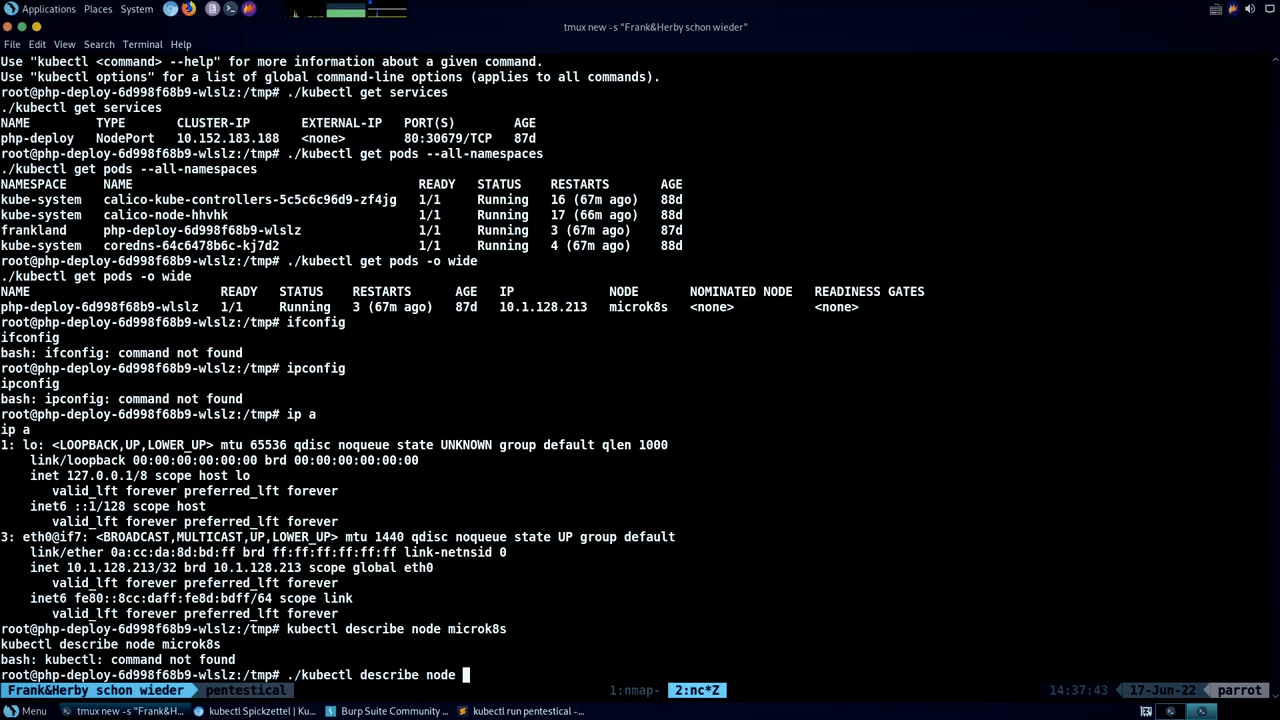 Applications Places System
tmux new -s "Frank&Herby schon wieder"
File Edit View Search Terminal Help
Use "kubectl <command> --help" for more information about a given command.
Use "kubectl options" for a list of global command-line options (applies to all commands).
root@php-deploy-6d998f68b9-wlslz:/tmp# ./kubectl get services
./kubectl get services
NAME TYPE CLUSTER-IP EXTERNAL-IP PORT(S) AGE
php-deploy NodePort 10.152.183.188 <none> 80:30679/TCP 87d
root@php-deploy-6d998f68b9-wlslz:/tmp# ./kubectl get pods --all-namespaces
./kubectl get pods --all-namespaces
NAMESPACE NAME READY STATUS RESTARTS AGE
kube-system calico-kube-controllers-5c5c6c96d9-zf4jg 1/1 Running 16 (67m ago) 88d
kube-system calico-node-hhvhk 1/1 Running 17 (66m ago) 88d
frankland php-deploy-6d998f68b9-wlslz 1/1 Running 3 (67m ago) 87d
kube-system coredns-64c6478b6c-kj7d2 1/1 Running 4 (67m ago) 88d
root@php-deploy-6d998f68b9-wlslz:/tmp# ./kubectl get pods -o wide
./kubectl get pods -o wide
NAME READY STATUS RESTARTS AGE IP NODE NOMINATED NODE READINESS GATES
php-deploy-6d998f68b9-wlslz 1/1 Running 3 (67m ago) 87d 10.1.128.213 microk8s <none> <none>
root@php-deploy-6d998f68b9-wlslz:/tmp# ifconfig
ifconfig
bash: ifconfig: command not found
root@php-deploy-6d998f68b9-wlslz:/tmp# ipconfig
ipconfig
bash: ipconfig: command not found
root@php-deploy-6d998f68b9-wlslz:/tmp# ip a
ip a
1: lo: <LOOPBACK,UP,LOWER_UP> mtu 65536 qdisc noqueue state UNKNOWN group default qlen 1000
link/loopback 00:00:00:00:00:00 brd 00:00:00:00:00:00
inet 127.0.0.1/8 scope host lo
valid_lft forever preferred_lft forever
inet6 ::1/128 scope host
valid_lft forever preferred_lft forever
3: eth0@if7: <BROADCAST,MULTICAST,UP,LOWER_UP> mtu 1440 qdisc noqueue state UP group default
link/ether 0a:cc:da:8d:bd:ff brd ff:ff:ff:ff:ff:ff link-netnsid 0
inet 10.1.128.213/32 brd 10.1.128.213 scope global eth0
valid_lft forever preferred_lft forever
inet6 fe80::8cc:daff:fe8d:bdff/64 scope link
valid_lft forever preferred_lft forever
root@php-deploy-6d998f68b9-wlslz:/tmp# kubectl describe node microk8s
kubectl describe node microk8s
bash: kubectl: command not found
root@php-deploy-6d998f68b9-wlslz:/tmp# ./kubectl describe node
Frank&Herby schon wieder pentestical 1:nmap- 2:nc*Z 14:37:43 17-Jun-22 parrot
Menu tmux new -s "Frank&H... kubectl Spickzettel | Ku... Burp Suite Community ... kubectl run pentestical -...